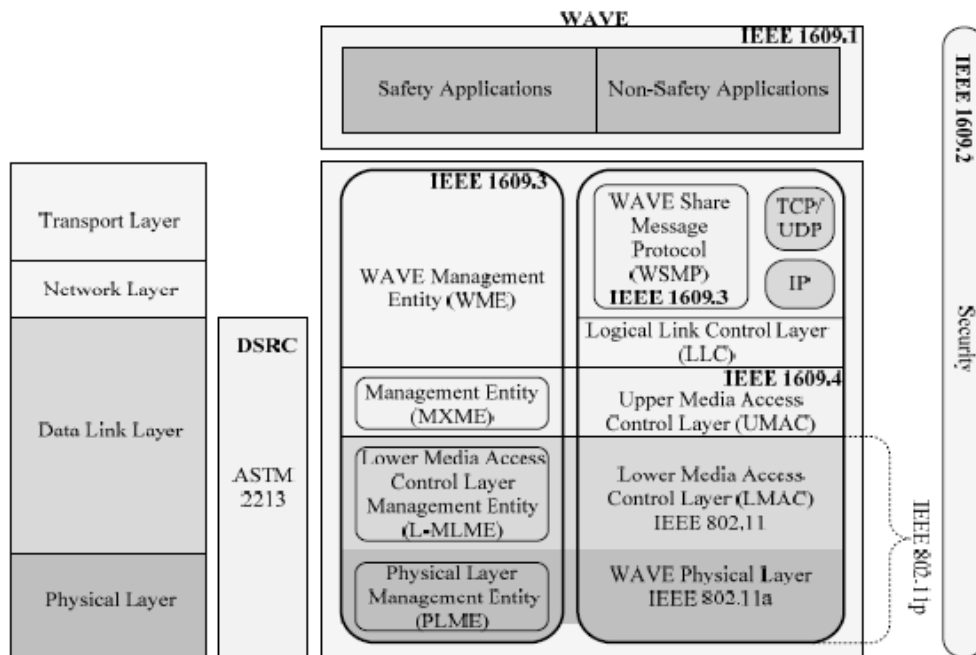 WAVE
IEEE 1609.1
Safety Applications
Non-Safety Applications
IEEE 1609.2
Security
Transport Layer
Network Layer
Data Link Layer
Physical Layer
DSRC
ASTM
2213
IEEE 1609.3
WAVE Management
Entity (WME)
Management Entity
(MXME)
Lower Media Access
Control Layer
Management Entity
(L-MLME)
Physical Layer
Management Entity
(PLME)
WAVE Share
Message
Protocol
(WSMP)
IEEE 1609.3
TCP/
UDP
IP
Logical Link Control Layer
(LLC)
IEEE 1609.4
Upper Media Access
Control Layer (UMAC)
Lower Media Access
Control Layer (LMAC)
IEEE 802.11
WAVE Physical Layer
IEEE 802.11a
IEEE 802.11p